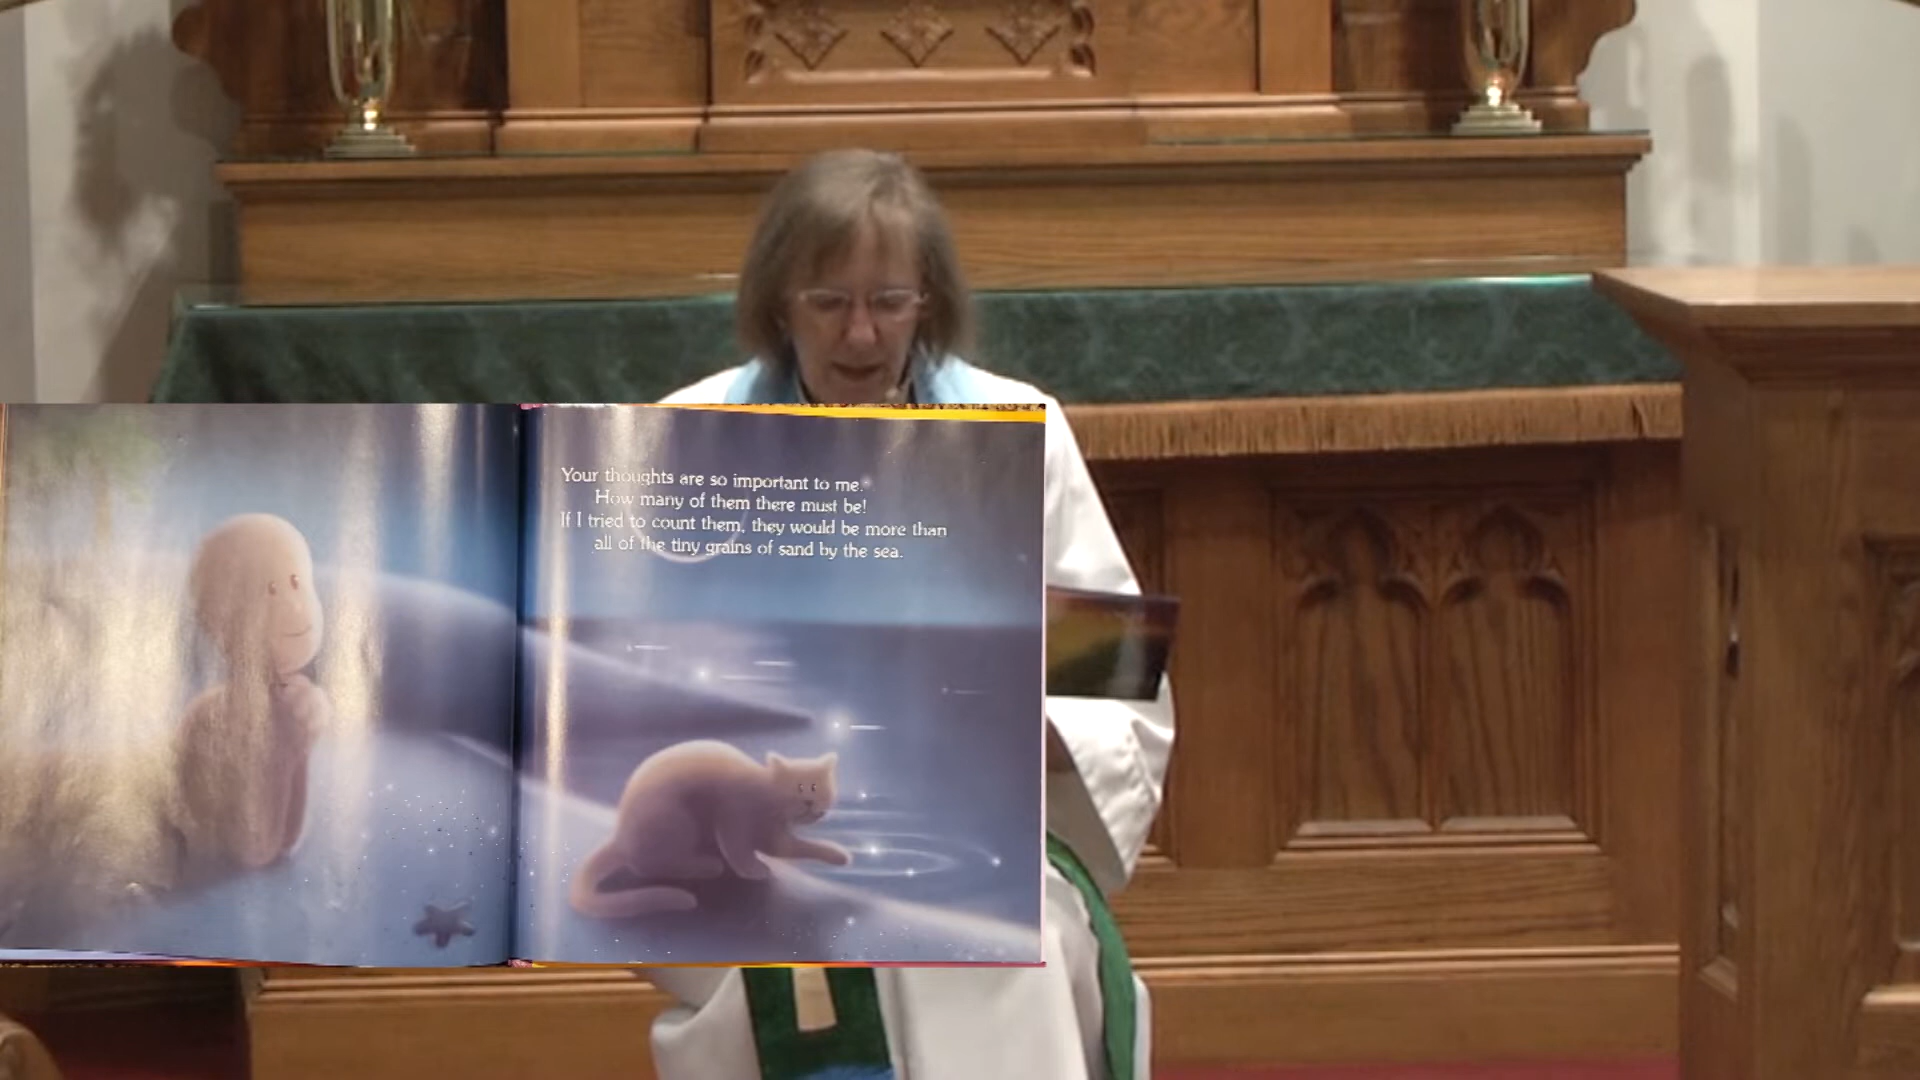 Your thoughts are so important to me.
How many of them there must be!
If I tried to count them, they would be more than
all of the tiny grains of sand by the sea.